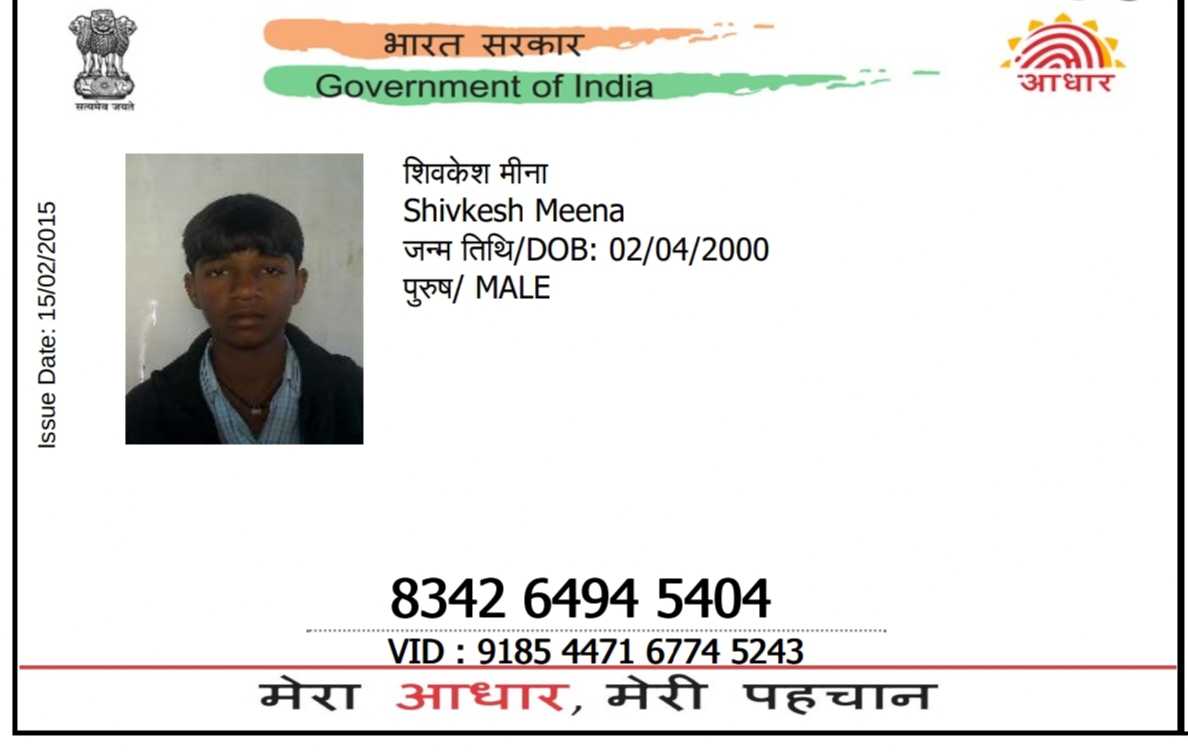 भारत सरकार
Government of India
सत्यमेव जयते
आधार
Issue Date: 15/02/2015
शिवकेश मीना
Shivkesh Meena
जन्म तिथि/DOB: 02/04/2000
पुरुष/ MALE
8342 6494 5404
VID : 9185 4471 6774 5243
मेरा आधार, मेरी पहचान